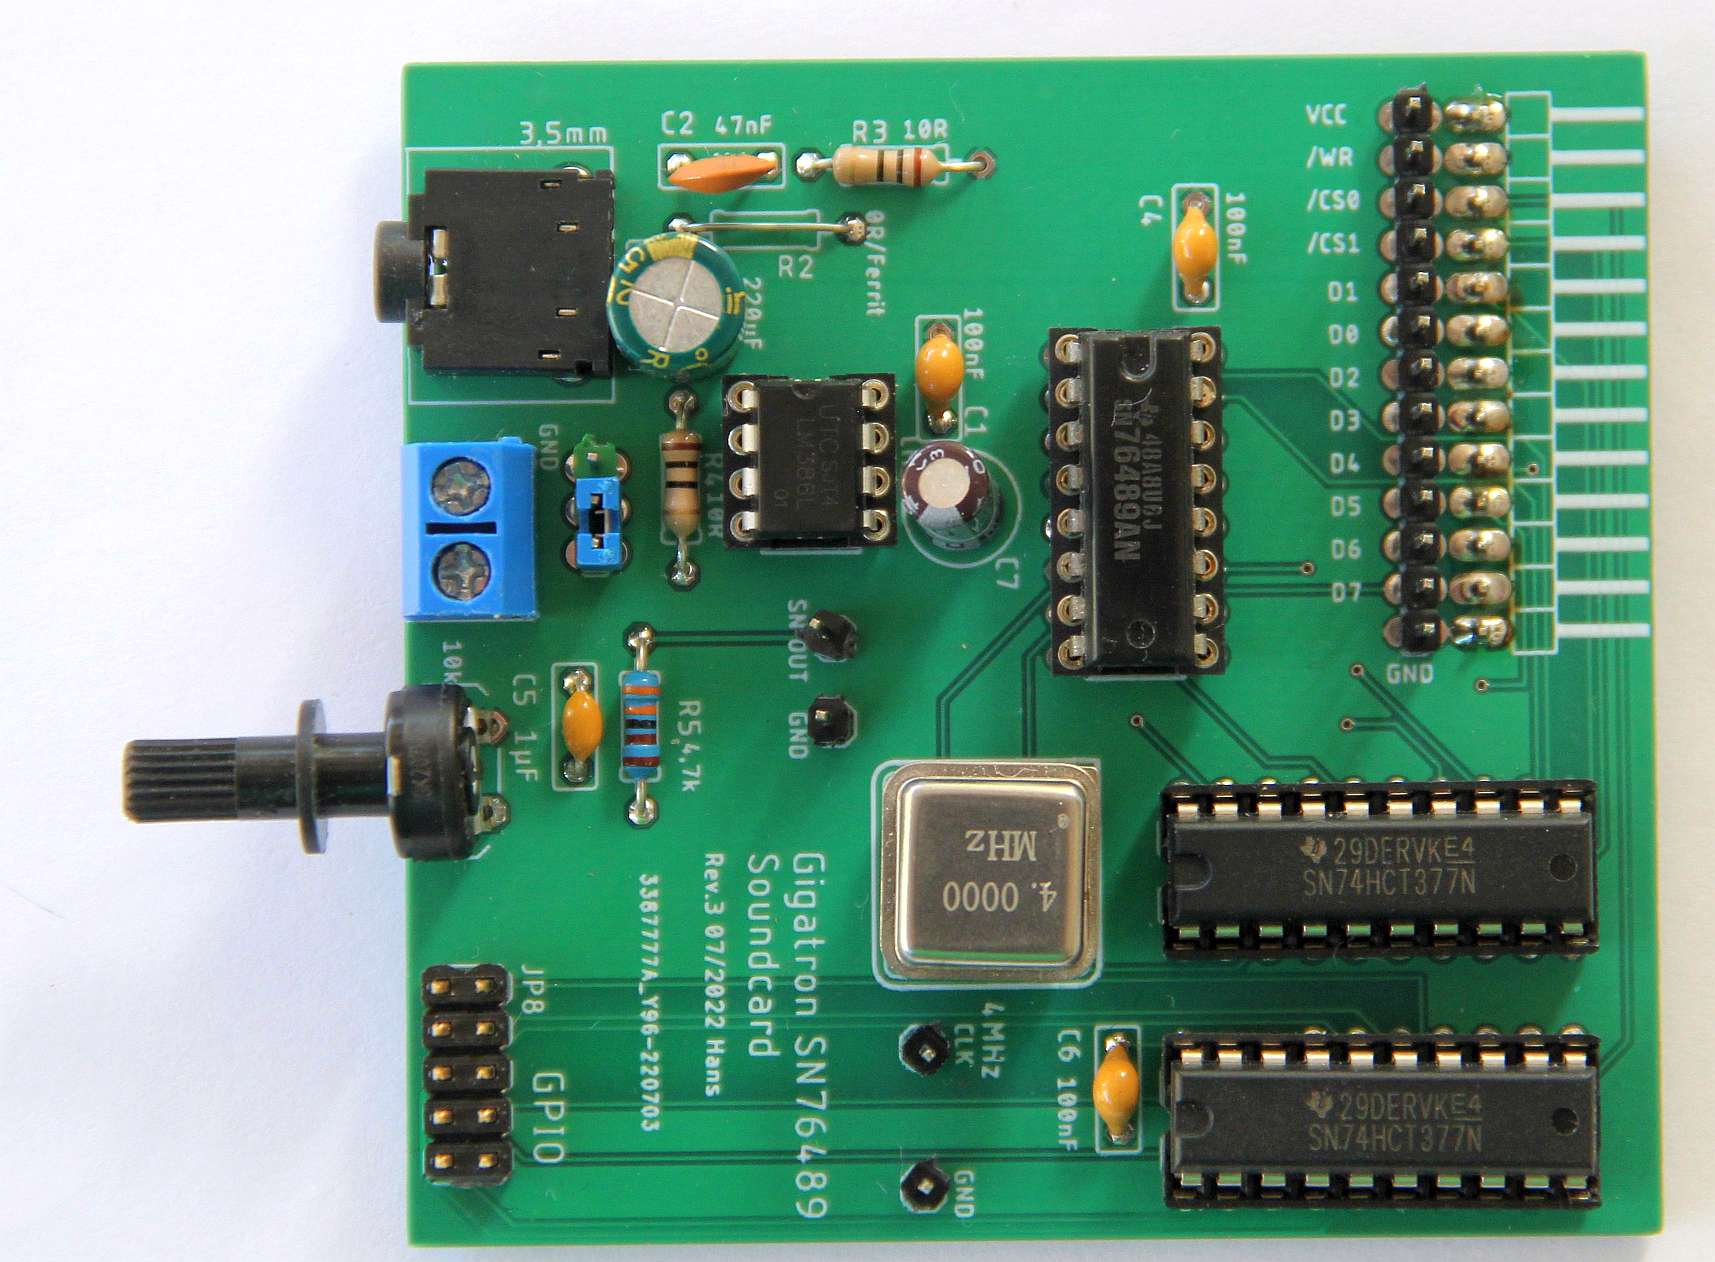 3,5mm
C2 47nF
R3 10R
VCC
/WR
/CS0
/CS1
D1
D0
D2
D3
D4
D5
D6
D7
GND
C4
100nF
0R/Ferrit
R2
220µF
100nF
C1
C7
GND
R4 10R
UTC
LM386L
01
48A8U0J
SN76489AN
SN-OUT
GND
10k
C5 1µF
R5 4,7k
4.0000
MHz
29DERVKE4
SN74HCT377N
Gigatron SN76489
Soundcard
Rev.3 07/2022 Hans
3387777A_Y96-220703
JP8
GPIO
4MHz
CLK
C6 100nF
GND
29DERVKE4
SN74HCT377N